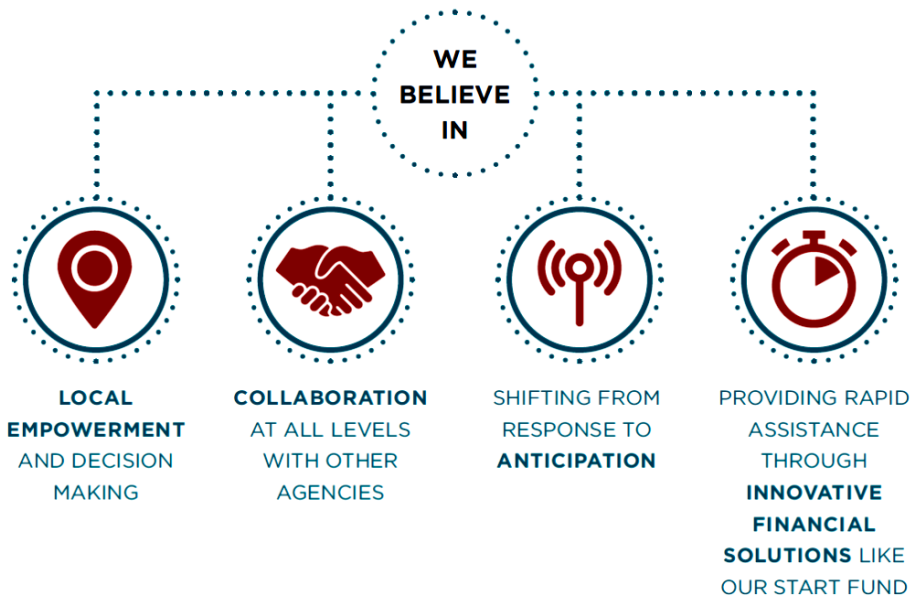 WE
BELIEVE
IN
LOCAL
EMPOWERMENT
AND DECISION
MAKING
COLLABORATION
AT ALL LEVELS
WITH OTHER
AGENCIES
SHIFTING FROM
RESPONSE TO
ANTICIPATION
PROVIDING RAPID
ASSISTANCE
THROUGH
INNOVATIVE
FINANCIAL
SOLUTIONS LIKE
OUR START FUND